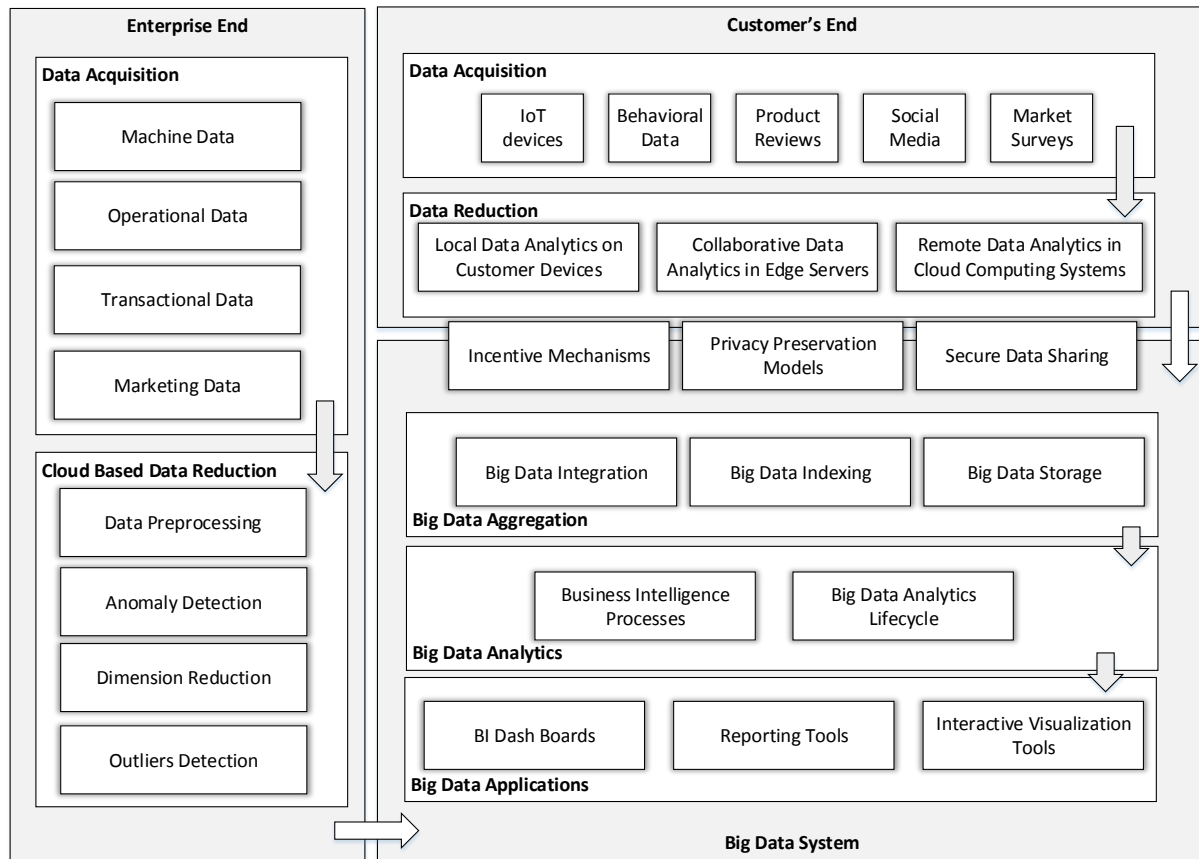 Enterprise End
Data Acquisition
Machine Data
Operational Data
Transactional Data
Marketing Data
Cloud Based Data Reduction
Data Preprocessing
Anomaly Detection
Dimension Reduction
Outliers Detection
Customer's End
Data Acquisition
IoT
devices
Behavioral
Data
Product
Reviews
Social
Media
Market
Surveys
Data Reduction
Local Data Analytics on
Customer Devices
Collaborative Data
Analytics in Edge Servers
Remote Data Analytics in
Cloud Computing Systems
Incentive Mechanisms
Privacy Preservation
Models
Secure Data Sharing
Big Data Integration
Big Data Indexing
Big Data Storage
Big Data Aggregation
Business Intelligence
Processes
Big Data Analytics
Lifecycle
Big Data Analytics
BI Dash Boards
Reporting Tools
Interactive Visualization
Tools
Big Data Applications
Big Data System